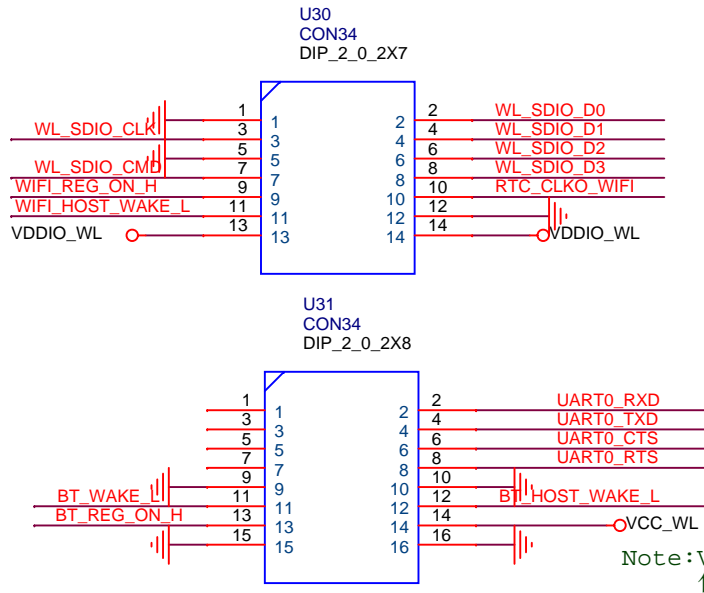 U30
CON34
DIP_2_0_2X7
1 1 2 2 WL_SDIO_D0
WL_SDIO_CLK 3 3 4 4 WL_SDIO_D1
5 5 6 6 WL_SDIO_D2
WL_SDIO_CMD 7 7 8 8 WL_SDIO_D3
WIFI_REG_ON_H 9 9 10 10 RTC_CLKO_WIFI
WIFI_HOST_WAKE_L 11 11 12 12
VDDIO_WL 13 13 14 14 VDDIO_WL
U31
CON34
DIP_2_0_2X8
1 1 2 2 UART0_RXD
3 3 4 4 UART0_TXD
5 5 6 6 UART0_CTS
7 7 8 8 UART0_RTS
9 9 10 10
BT_WAKE_L 11 11 12 12 BT_HOST_WAKE_L
BT_REG_ON_H 13 13 14 14 VCC_WL
15 15 16 16
Note:V